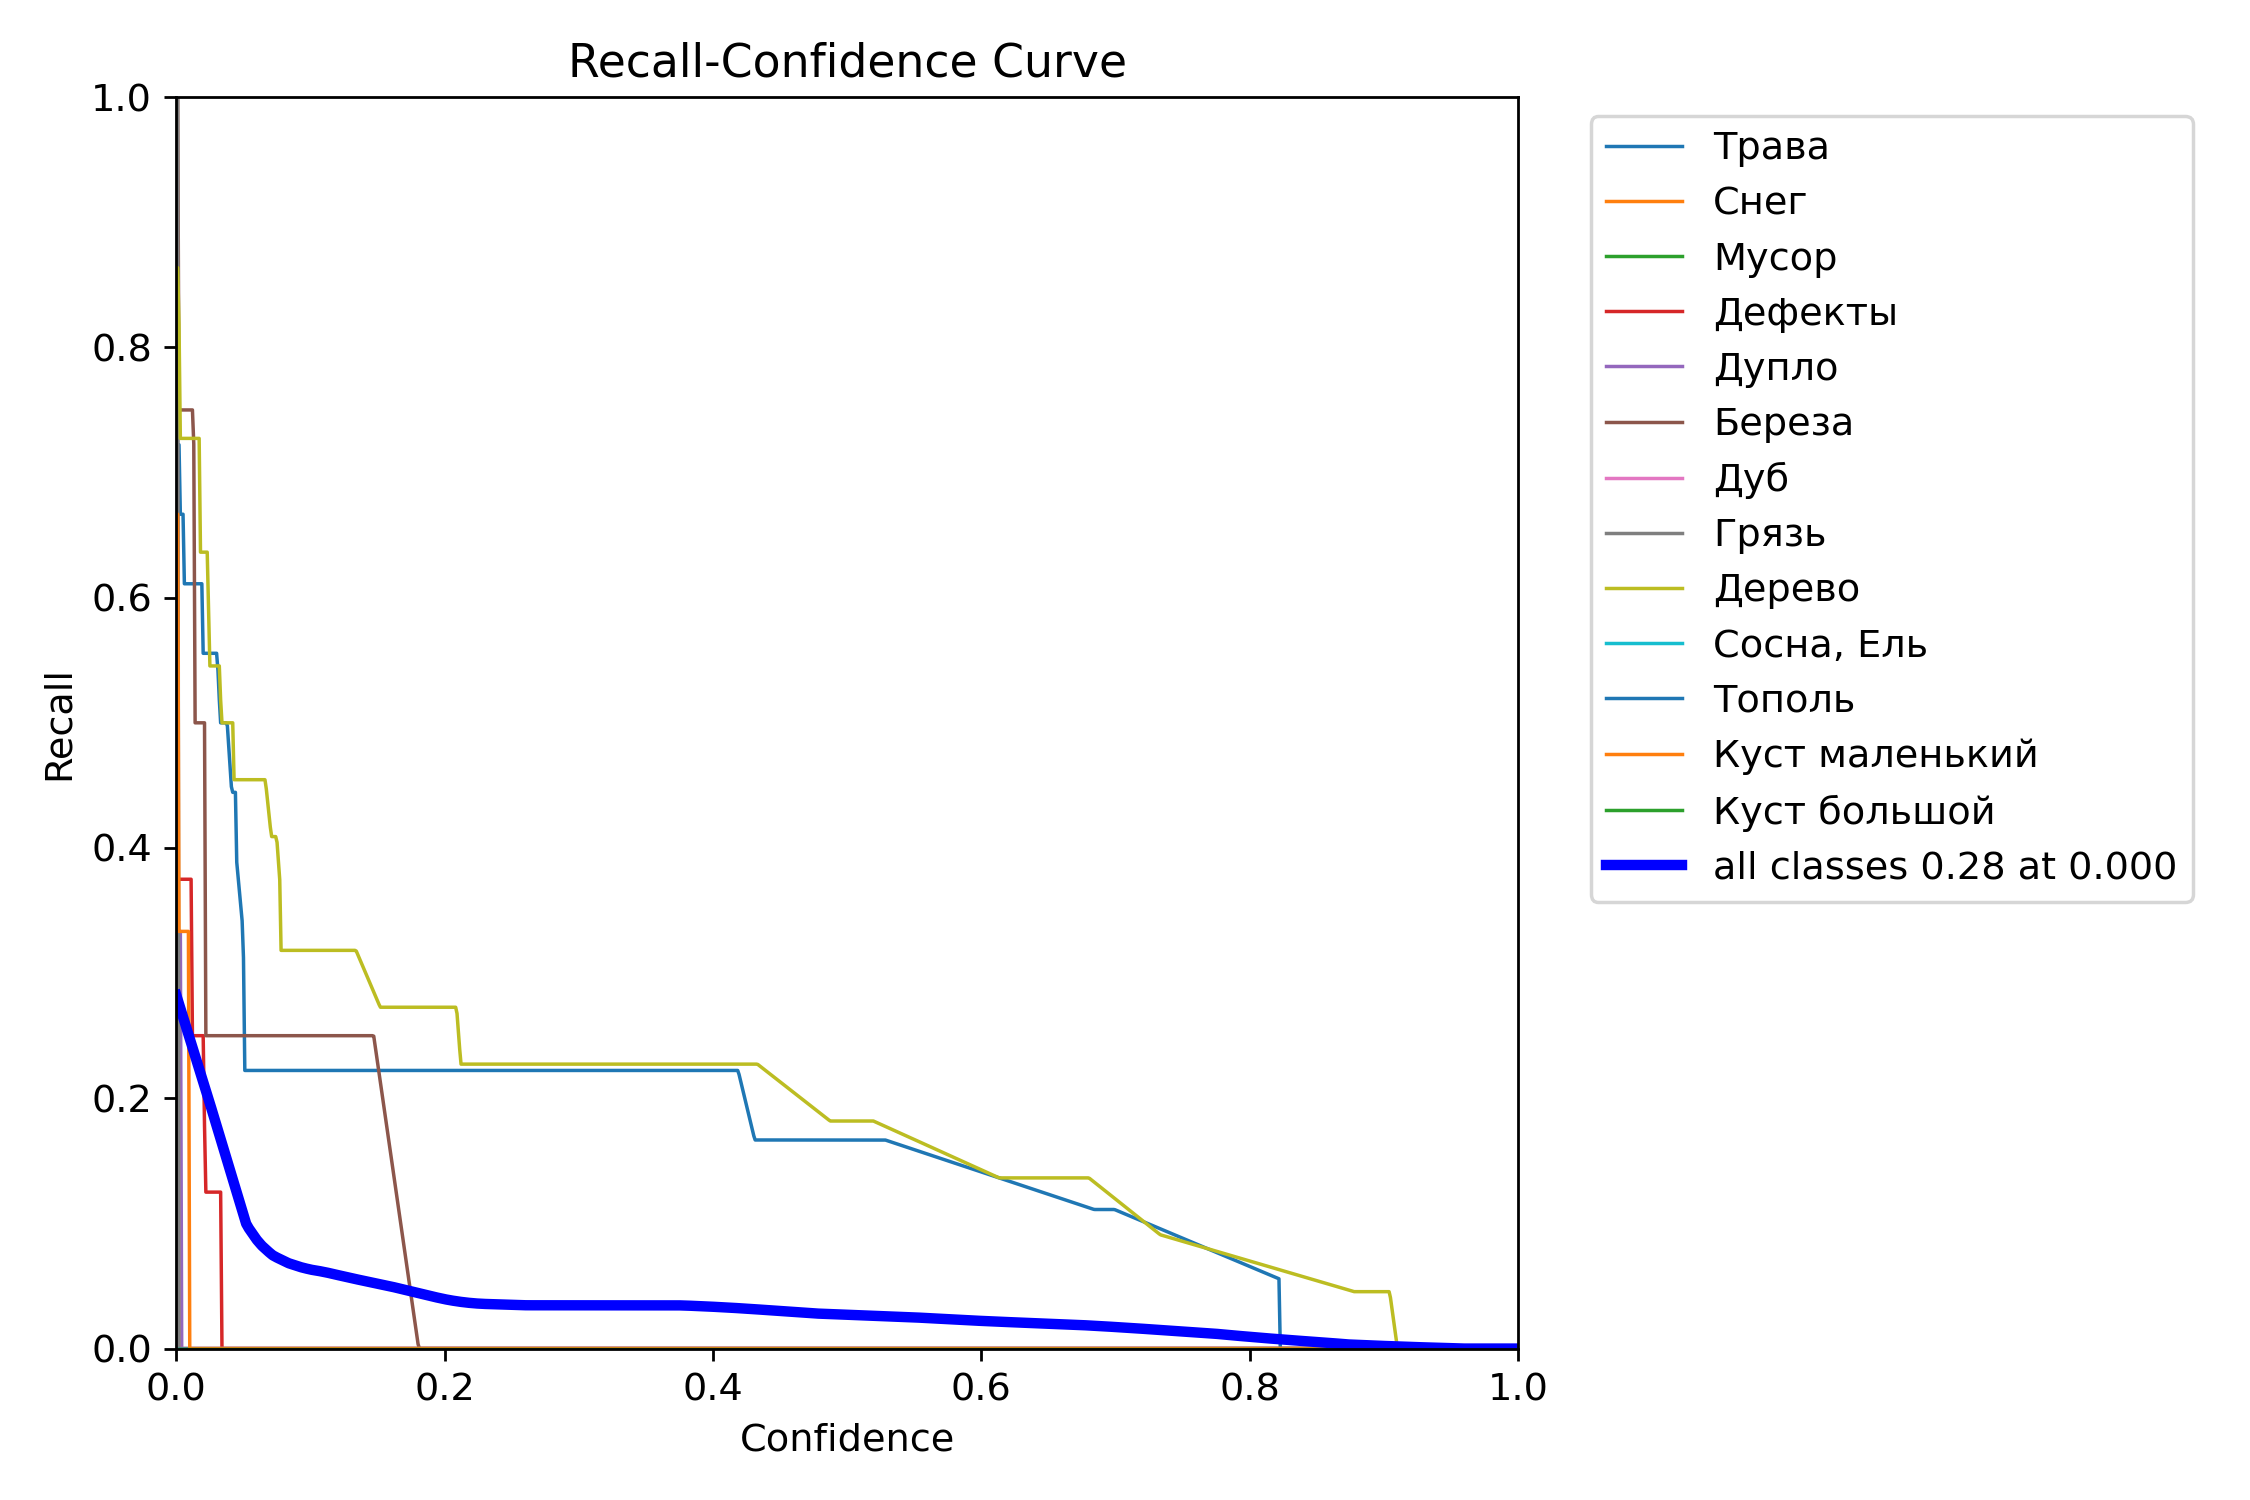 Recall-Confidence Curve
1.0
0.8
0.6
0.4
0.2
0.0
Recall
0.0 0.2 0.4 0.6 0.8 1.0
Confidence
Трава
Снег
Мусор
Дефекты
Дупло
Береза
Дуб
Грязь
Дерево
Сосна, Ель
Тополь
Куст маленький
Куст большой
all classes 0.28 at 0.000